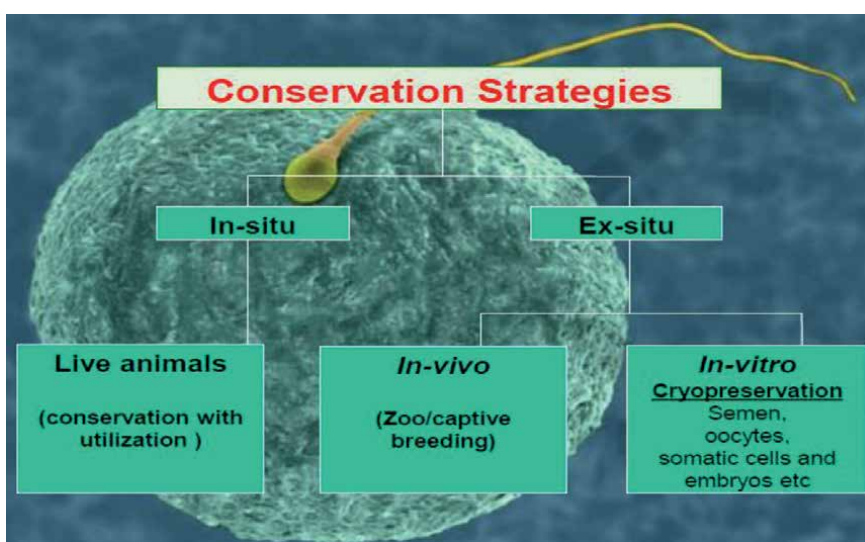 Conservation Strategies
In-situ
Ex-situ
Live animals
(conservation with
utilization )
In-vivo
(Zoo/captive
breeding)
In-vitro
Cryopreservation
Semen,
oocytes,
somatic cells and
embryos etc